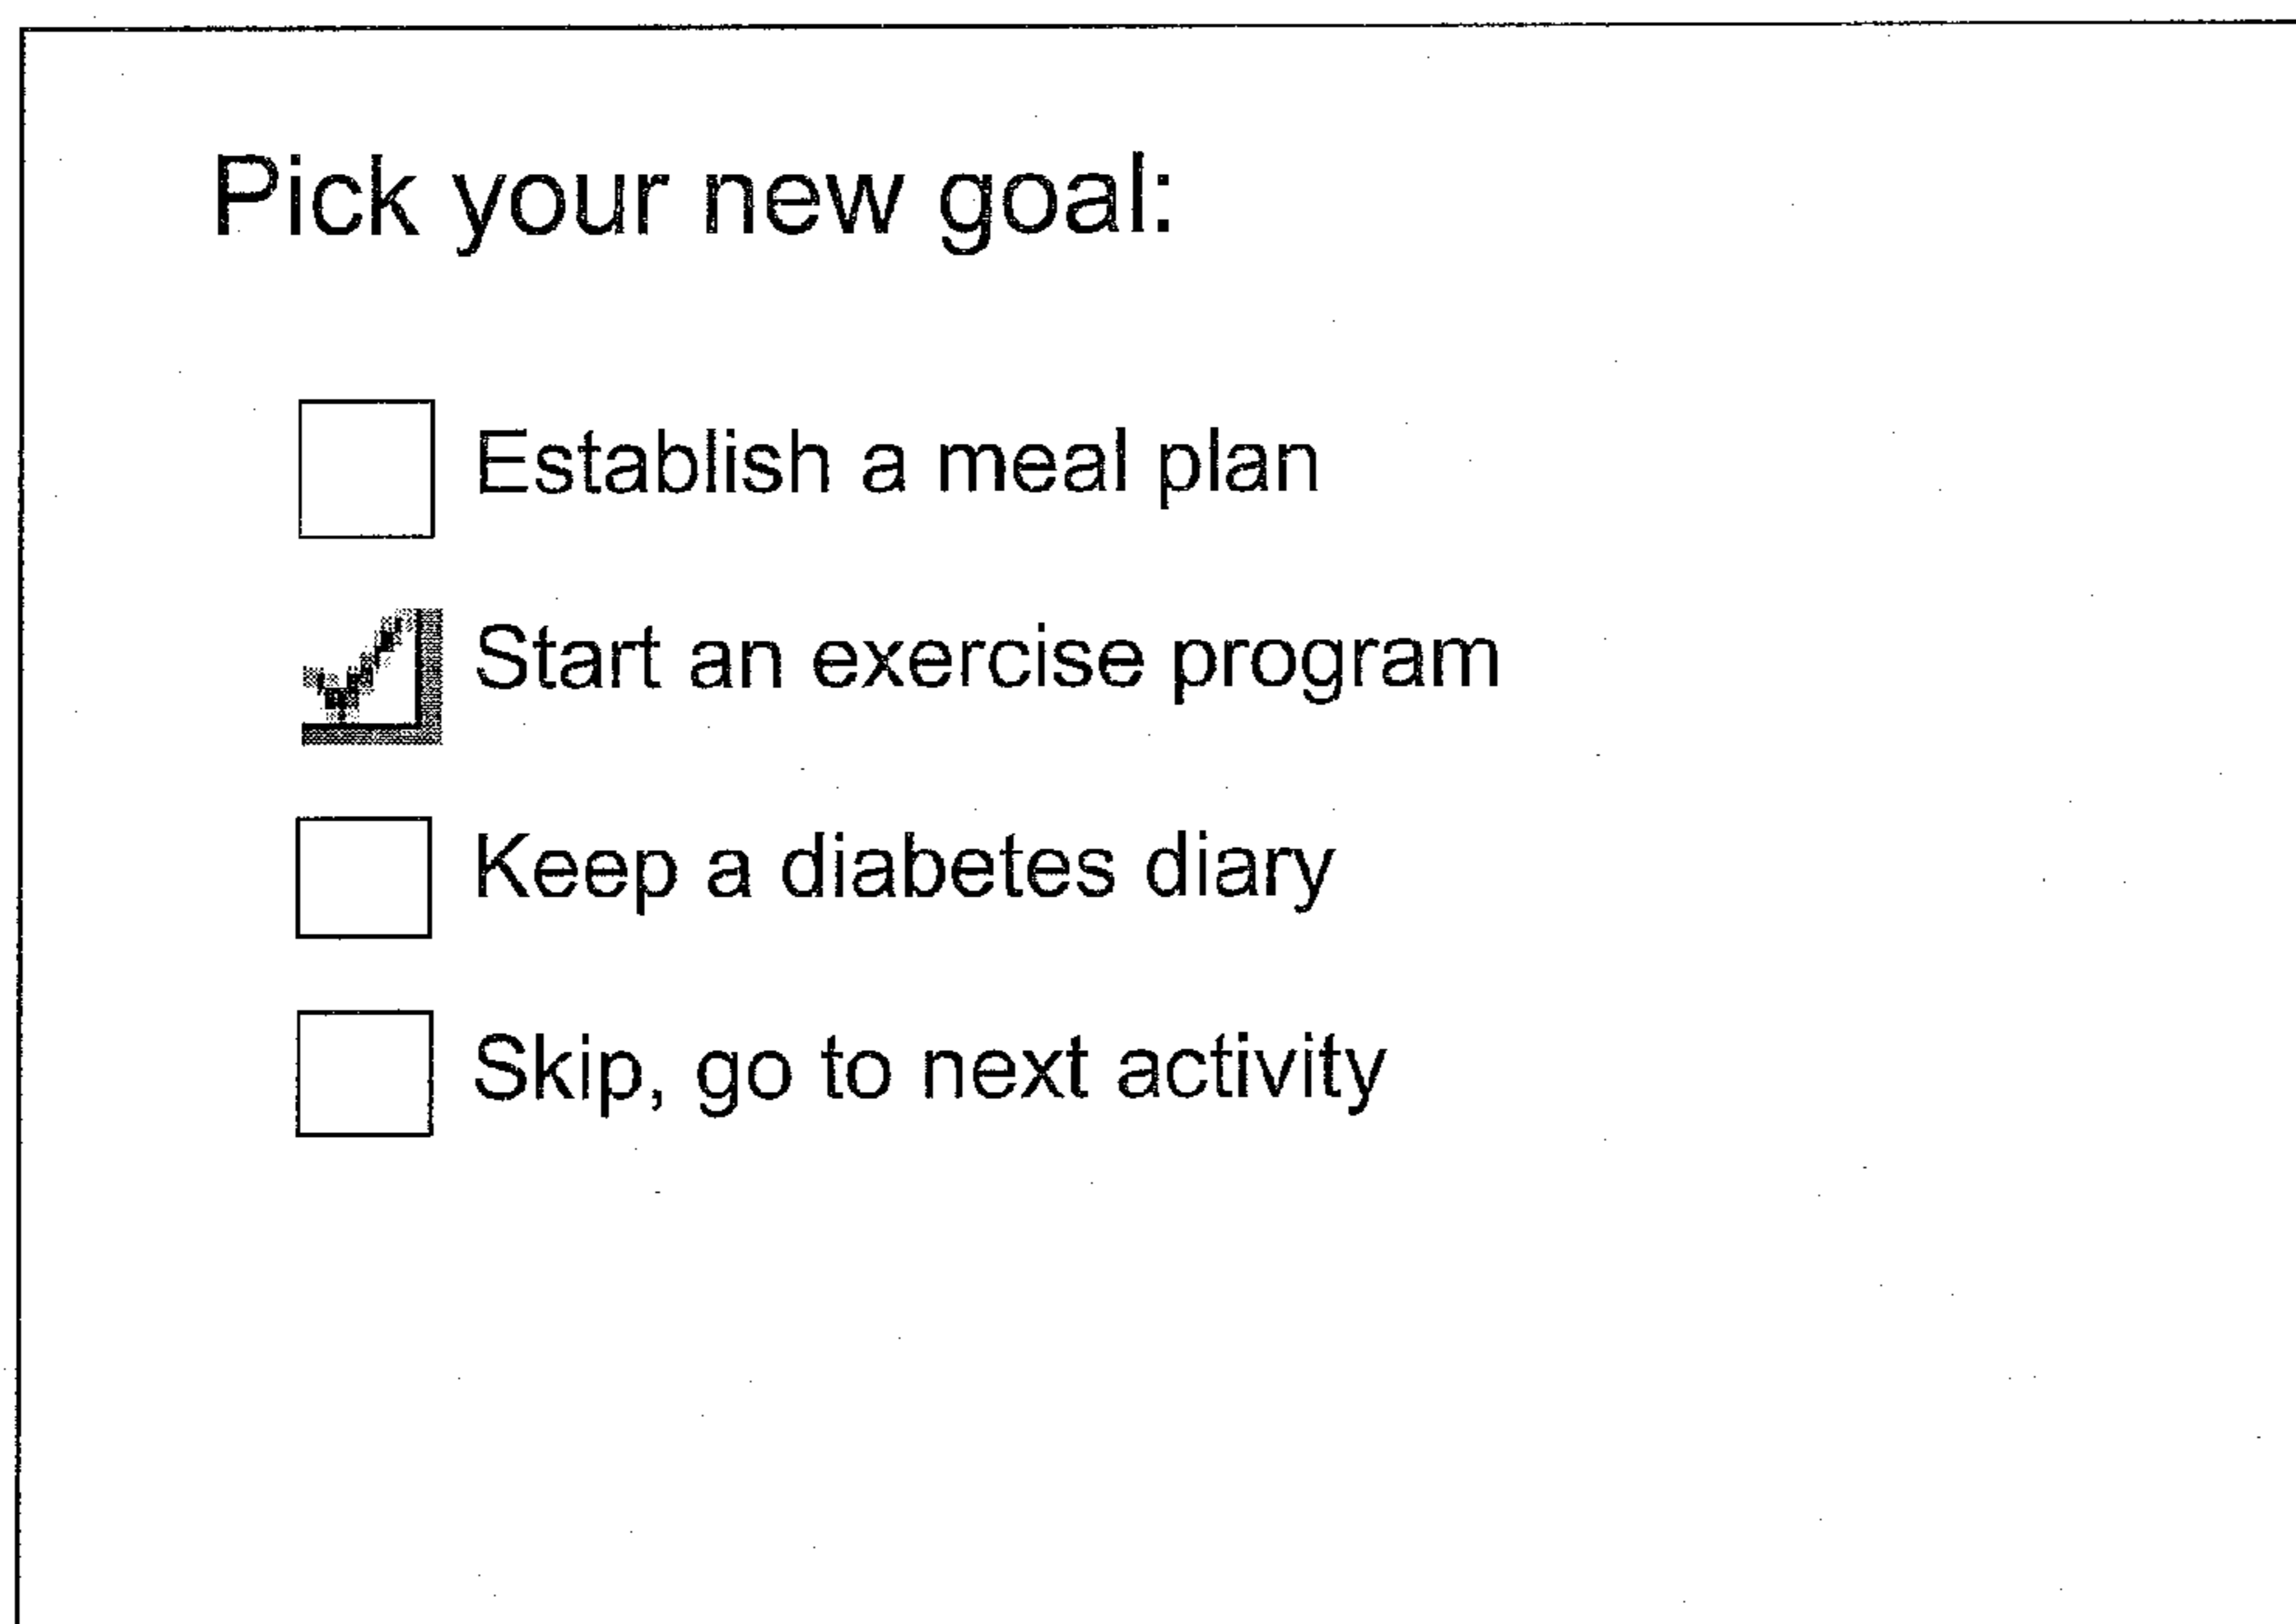 Pick your new goal:
Establish a meal plan
Start an exercise program
Keep a diabetes diary
Skip, go to next activity